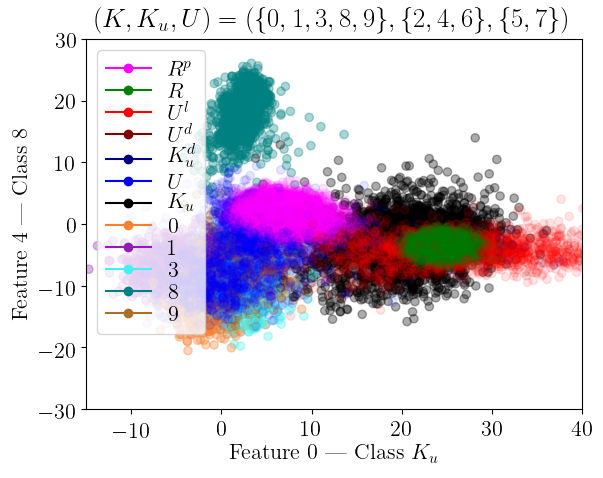 (K, K_u, U) = ({0, 1, 3, 8, 9}, {2, 4, 6}, {5, 7})
30
20
10
0
−10
−20
−30
Feature 4 — Class 8
R^p
R
U^l
U^d
K_u^d
U
K_u
0
1
3
8
9
−10 0 10 20 30 40
Feature 0 — Class K_u